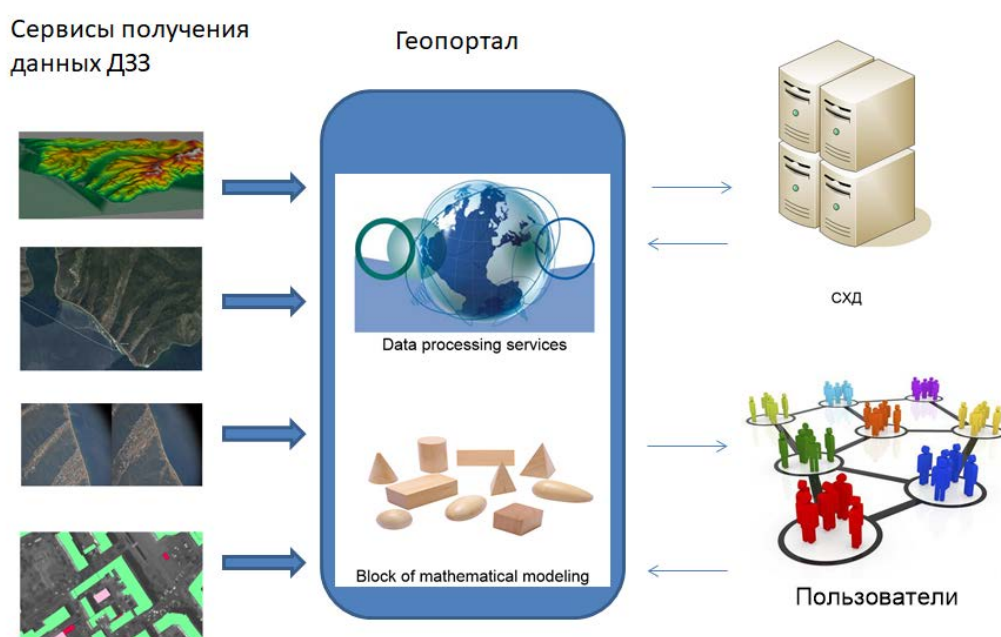 Сервисы получения
данных ДЗЗ
Геопортал
Data processing services
Block of mathematical modeling
СХД
Пользователи